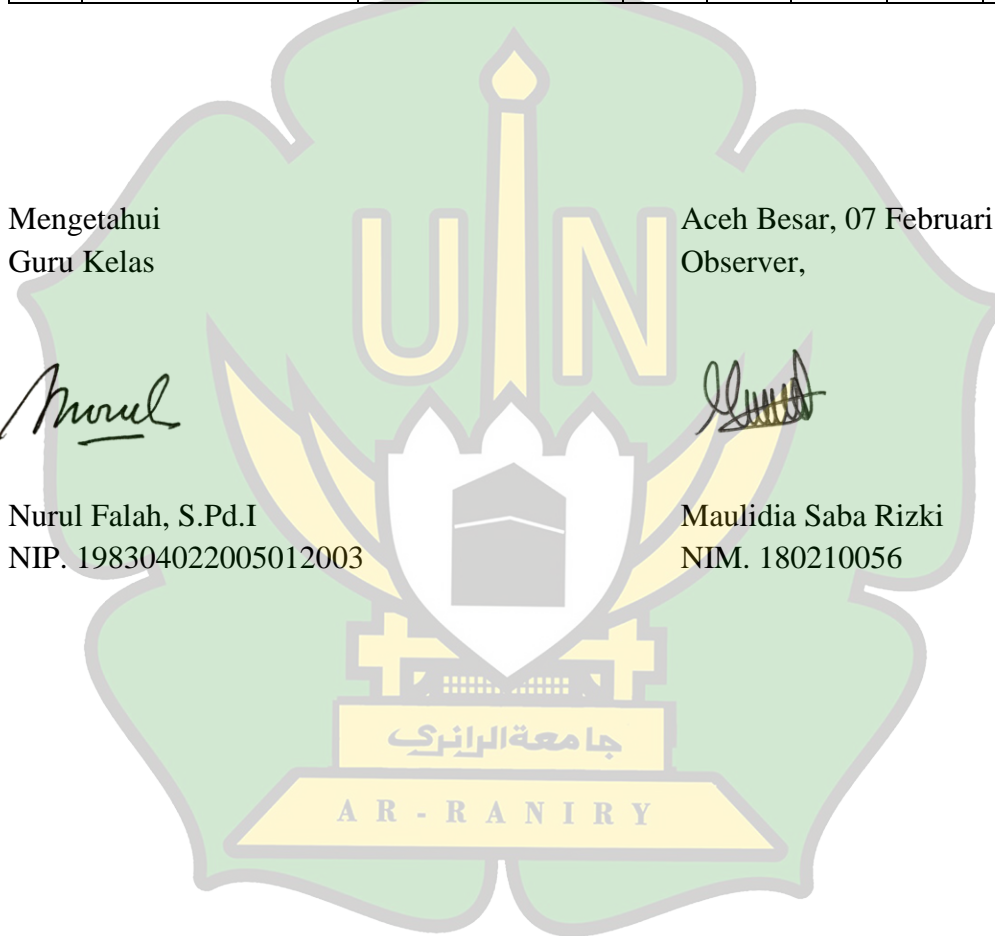 Mengetahui
Guru Kelas
Nurul Falah, S.Pd.I
NIP. 198304022005012003
Aceh Besar, 07 Februari
Observer,
Maulidia Saba Rizki
NIM. 180210056
UIN
جامعة الرانري
AR-RANIRY